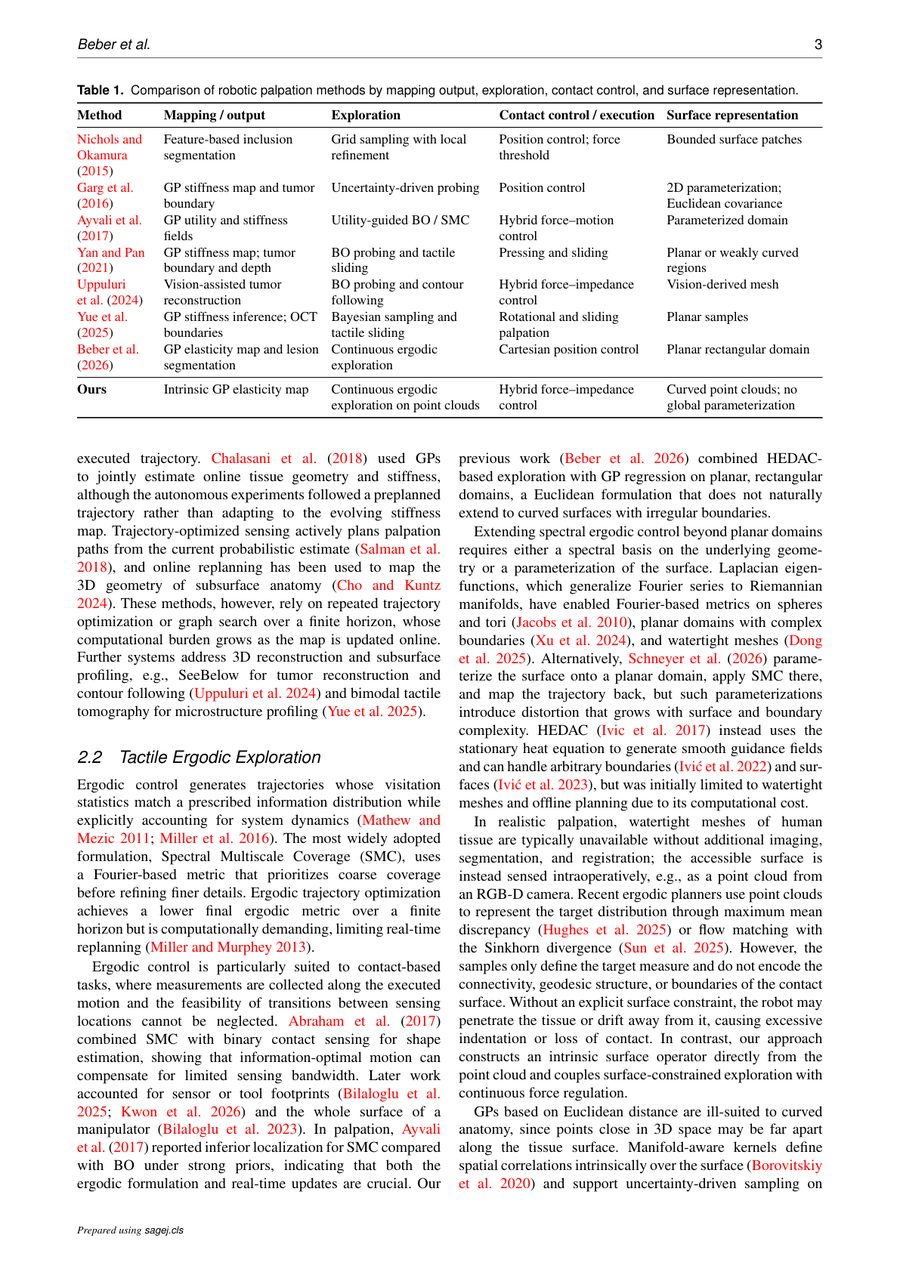 Beber et al.
3
Table 1. Comparison of robotic palpation methods by mapping output, exploration, contact control, and surface representation.
Method Mapping / output Exploration Contact control / execution Surface representation
Nichols and Feature-based inclusion Grid sampling with local Position control; force Bounded surface patches
Okamura segmentation refinement threshold
(2015)
Garg et al. GP stiffness map and tumor Uncertainty-driven probing Position control 2D parameterization;
(2016) boundary Euclidean covariance
Ayvali et al. GP utility and stiffness Utility-guided BO / SMC Hybrid force–motion Parameterized domain
(2017) fields control
Yan and Pan GP stiffness map; tumor BO probing and tactile Pressing and sliding Planar or weakly curved
(2021) boundary and depth sliding regions
Uppuluri Vision-assisted tumor BO probing and contour Hybrid force–impedance Vision-derived mesh
et al. (2024) reconstruction following control
Yue et al. GP stiffness inference; OCT Bayesian sampling and Rotational and sliding Planar samples
(2025) boundaries tactile sliding palpation
Beber et al. GP elasticity map and lesion Continuous ergodic Cartesian position control Planar rectangular domain
(2026) segmentation exploration
Ours Intrinsic GP elasticity map Continuous ergodic Hybrid force–impedance Curved point clouds; no
exploration on point clouds control global parameterization
executed trajectory. Chalasani et al. (2018) used GPs
to jointly estimate online tissue geometry and stiffness,
although the autonomous experiments followed a preplanned
trajectory rather than adapting to the evolving stiffness
map. Trajectory-optimized sensing actively plans palpation
paths from the current probabilistic estimate (Salman et al.
2018), and online replanning has been used to map the
3D geometry of subsurface anatomy (Cho and Kuntz
2024). These methods, however, rely on repeated trajectory
optimization or graph search over a finite horizon, whose
computational burden grows as the map is updated online.
Further systems address 3D reconstruction and subsurface
profiling, e.g., SeeBelow for tumor reconstruction and
contour following (Uppuluri et al. 2024) and bimodal tactile
tomography for microstructure profiling (Yue et al. 2025).
2.2 Tactile Ergodic Exploration
Ergodic control generates trajectories whose visitation
statistics match a prescribed information distribution while
explicitly accounting for system dynamics (Mathew and
Mezic 2011; Miller et al. 2016). The most widely adopted
formulation, Spectral Multiscale Coverage (SMC), uses
a Fourier-based metric that prioritizes coarse coverage
before refining finer details. Ergodic trajectory optimization
achieves a lower final ergodic metric over a finite
horizon but is computationally demanding, limiting real-time
replanning (Miller and Murphey 2013).
Ergodic control is particularly suited to contact-based
tasks, where measurements are collected along the executed
motion and the feasibility of transitions between sensing
locations cannot be neglected. Abraham et al. (2017)
combined SMC with binary contact sensing for shape
estimation, showing that information-optimal motion can
compensate for limited sensing bandwidth. Later work
accounted for sensor or tool footprints (Bilaloglu et al.
2025; Kwon et al. 2026) and the whole surface of a
manipulator (Bilaloglu et al. 2023). In palpation, Ayvali
et al. (2017) reported inferior localization for SMC compared
with BO under strong priors, indicating that both the
ergodic formulation and real-time updates are crucial. Our
previous work (Beber et al. 2026) combined HEDAC-
based exploration with GP regression on planar, rectangular
domains, a Euclidean formulation that does not naturally
extend to curved surfaces with irregular boundaries.
Extending spectral ergodic control beyond planar domains
requires either a spectral basis on the underlying geome-
try or a parameterization of the surface. Laplacian eigen-
functions, which generalize Fourier series to Riemannian
manifolds, have enabled Fourier-based metrics on spheres
and tori (Jacobs et al. 2010), planar domains with complex
boundaries (Xu et al. 2024), and watertight meshes (Dong
et al. 2025). Alternatively, Schneyer et al. (2026) parame-
terize the surface onto a planar domain, apply SMC there,
and map the trajectory back, but such parameterizations
introduce distortion that grows with surface and boundary
complexity. HEDAC (Ivic et al. 2017) instead uses the
stationary heat equation to generate smooth guidance fields
and can handle arbitrary boundaries (Ivić et al. 2022) and sur-
faces (Ivić et al. 2023), but was initially limited to watertight
meshes and offline planning due to its computational cost.
In realistic palpation, watertight meshes of human
tissue are typically unavailable without additional imaging,
segmentation, and registration; the accessible surface is
instead sensed intraoperatively, e.g., as a point cloud from
an RGB-D camera. Recent ergodic planners use point clouds
to represent the target distribution through maximum mean
discrepancy (Hughes et al. 2025) or flow matching with
the Sinkhorn divergence (Sun et al. 2025). However, the
samples only define the target measure and do not encode the
connectivity, geodesic structure, or boundaries of the contact
surface. Without an explicit surface constraint, the robot may
penetrate the tissue or drift away from it, causing excessive
indentation or loss of contact. In contrast, our approach
constructs an intrinsic surface operator directly from the
point cloud and couples surface-constrained exploration with
continuous force regulation.
GPs based on Euclidean distance are ill-suited to curved
anatomy, since points close in 3D space may be far apart
along the tissue surface. Manifold-aware kernels define
spatial correlations intrinsically over the surface (Borovitskiy
et al. 2020) and support uncertainty-driven sampling on
Prepared using sagej.cls